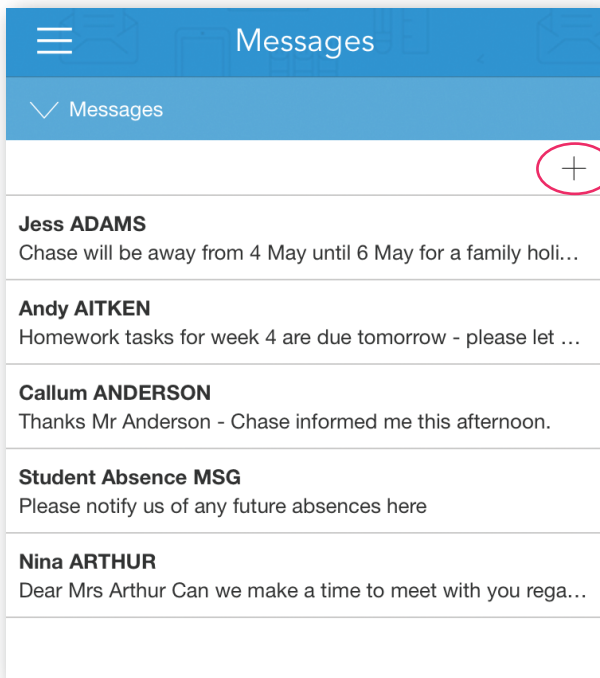 Messages
Messages
Jess ADAMS
Chase will be away from 4 May until 6 May for a family holi...
Andy AITKEN
Homework tasks for week 4 are due tomorrow - please let ...
Callum ANDERSON
Thanks Mr Anderson - Chase informed me this afternoon.
Student Absence MSG
Please notify us of any future absences here
Nina ARTHUR
Dear Mrs Arthur Can we make a time to meet with you rega...